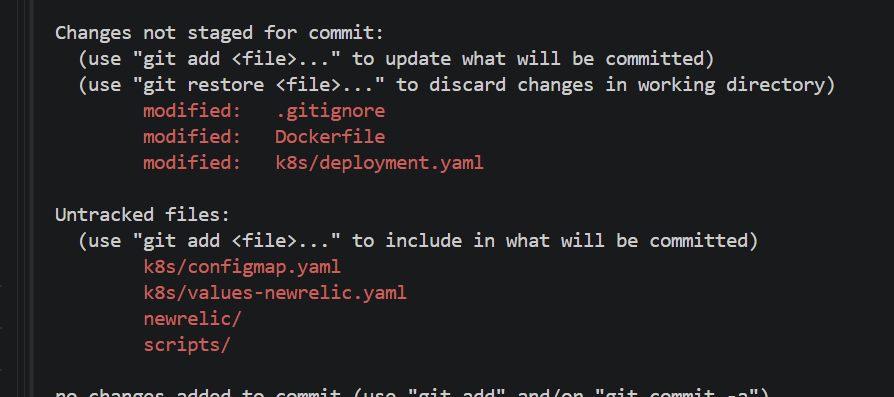 Changes not staged for commit:
(use "git add <file>..." to update what will be committed)
(use "git restore <file>..." to discard changes in working directory)
modified: .gitignore
modified: Dockerfile
modified: k8s/deployment.yaml
Untracked files:
(use "git add <file>..." to include in what will be committed)
k8s/configmap.yaml
k8s/values-newrelic.yaml
newrelic/
scripts/
no changes added to commit (use "git add" and/or "git commit -a")